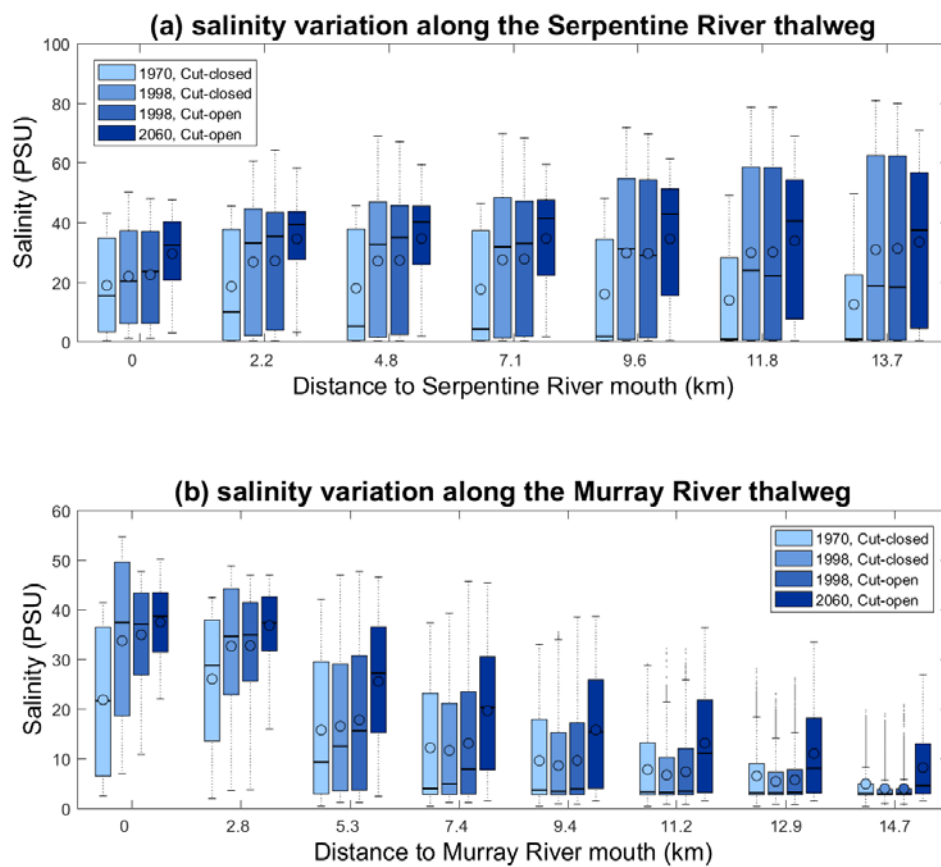 (a) salinity variation along the Serpentine River thalweg
100
80
60
40
20
0
Salinity (PSU)
1970, Cut-closed
1998, Cut-closed
1998, Cut-open
2060, Cut-open
0 2.2 4.8 7.1 9.6 11.8 13.7
Distance to Serpentine River mouth (km)
(b) salinity variation along the Murray River thalweg
60
50
40
30
20
10
0
Salinity (PSU)
1970, Cut-closed
1998, Cut-closed
1998, Cut-open
2060, Cut-open
0 2.8 5.3 7.4 9.4 11.2 12.9 14.7
Distance to Murray River mouth (km)